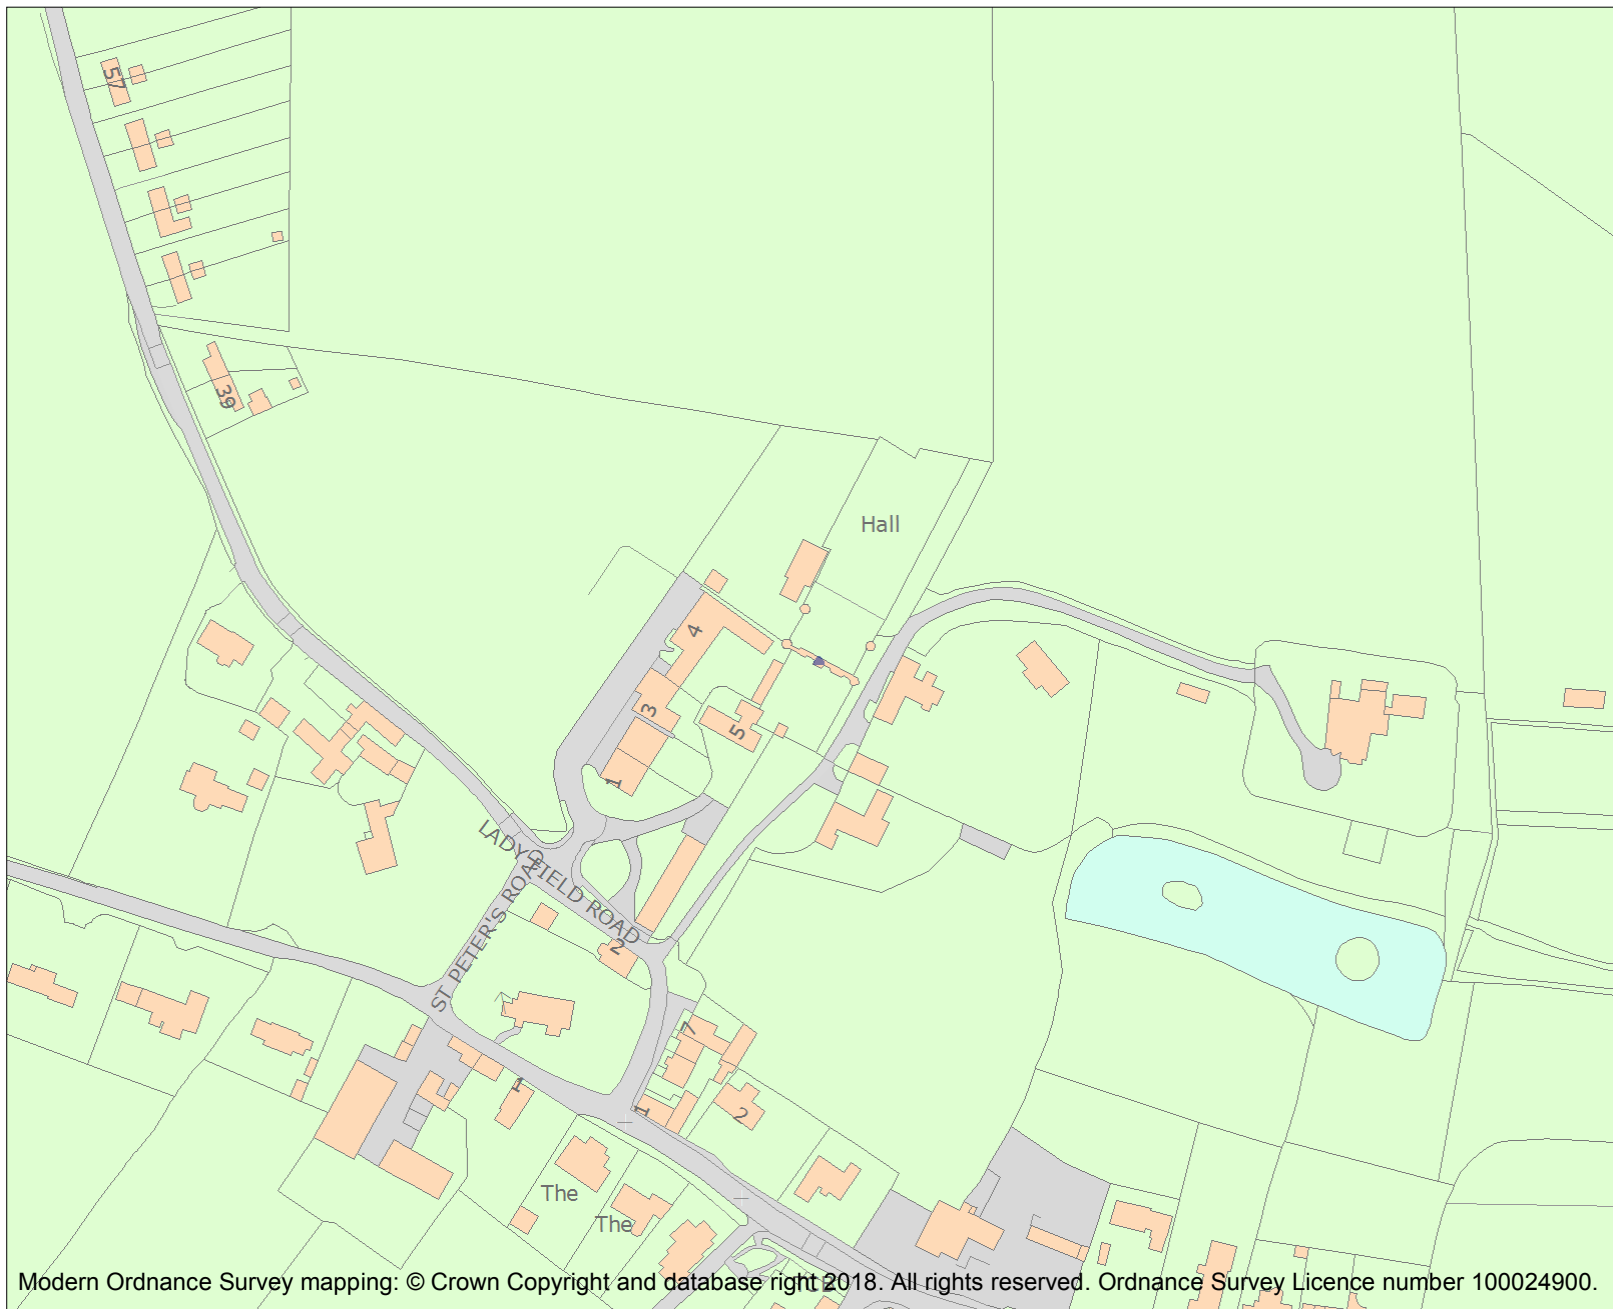 57
39
Hall
4
3
5
1
LADYFIELD ROAD
ST PETER'S ROAD
2
7
1
1
2
The
The
Modern Ordnance Survey mapping: © Crown Copyright and database right 2018. All rights reserved. Ordnance Survey Licence number 100024900.